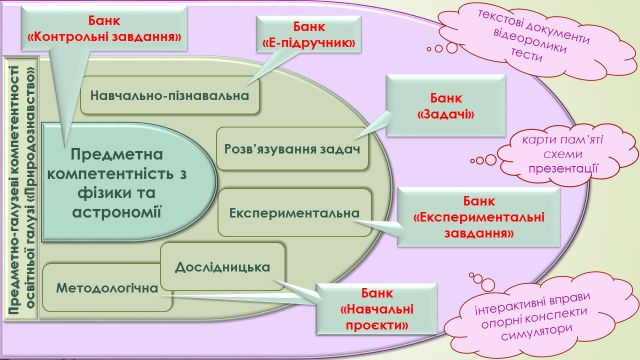 Банк
«Контрольні завдання»
Банк
«Е-підручник»
текстові документи
відеоролики
тести
Предметно-галузеві компетентності
освітньої галузі «Природознавство»
Навчально-пізнавальна
Банк
«Задачі»
Розв’язування задач
Предметна
компетентність з
фізики та
астрономії
карти пам’яті
схеми
презентації
Експериментальна
Банк
«Експериментальні
завдання»
Дослідницька
Методологічна
Банк
«Навчальні
проєкти»
інтерактивні вправи
опорні конспекти
симулятори